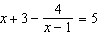 x + 3 − 4/(x − 1) = 5